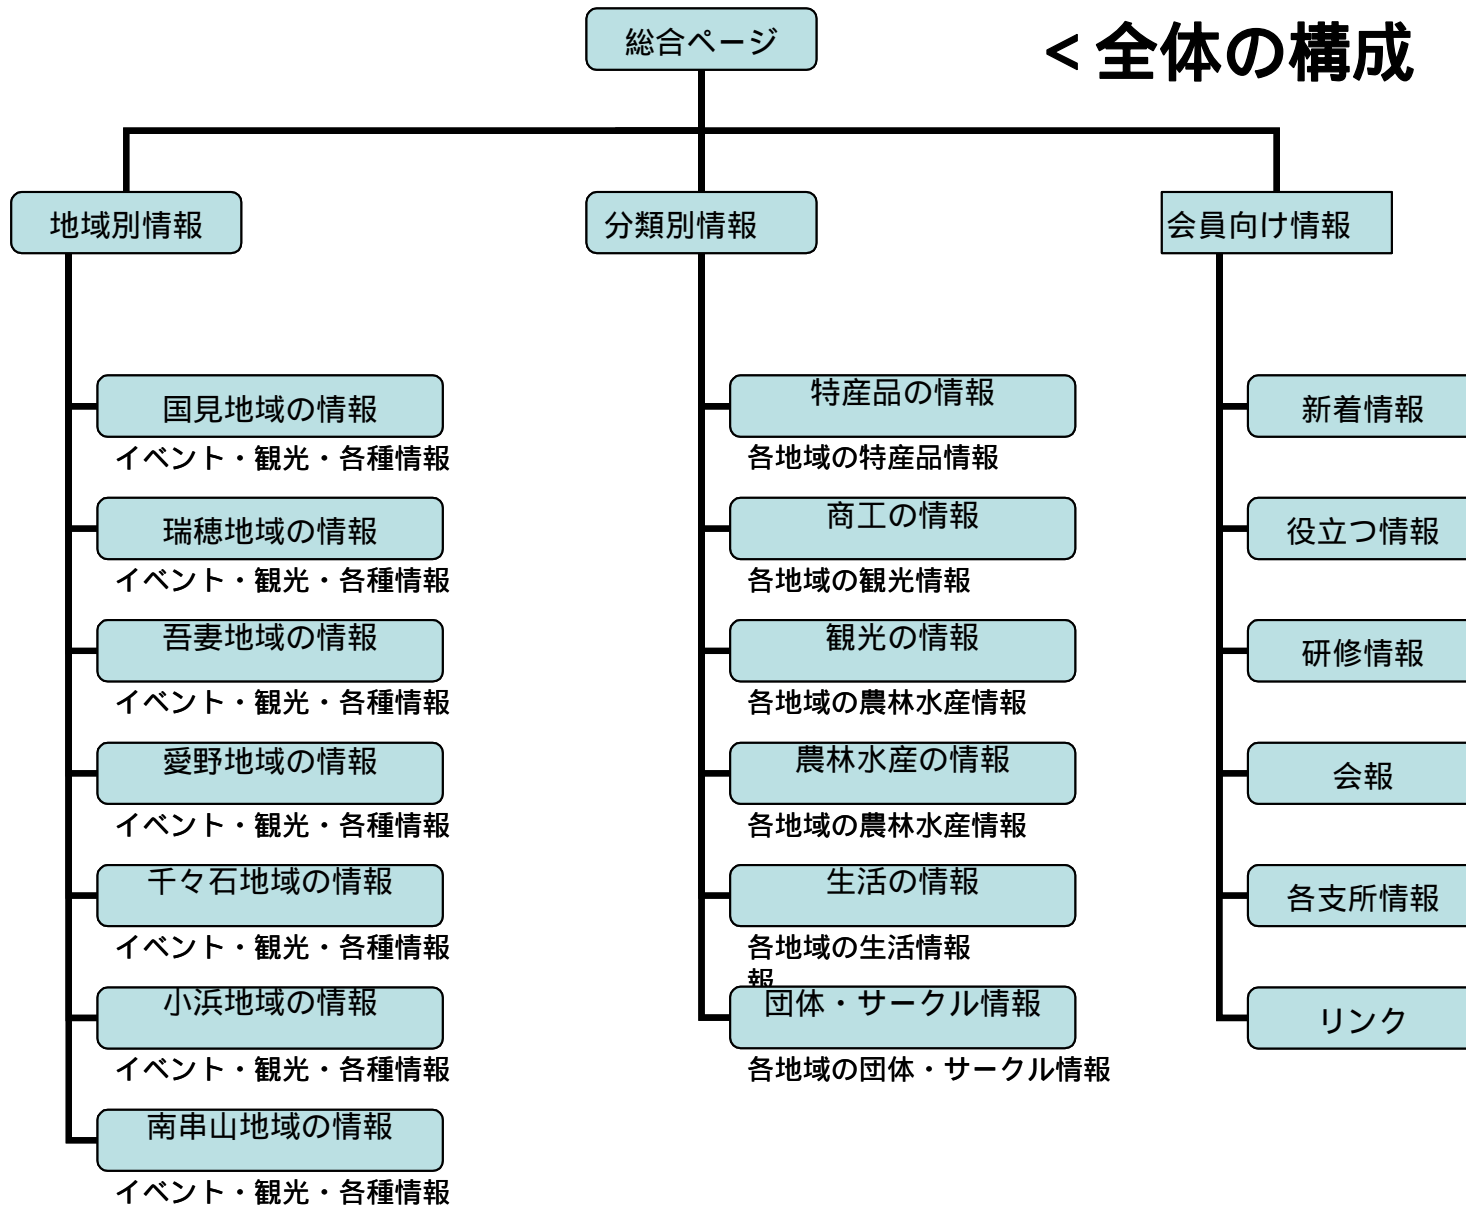 総合ページ
<全体の構成
地域別情報
分類別情報
会員向け情報
国見地域の情報
イベント・観光・各種情報
瑞穂地域の情報
イベント・観光・各種情報
吾妻地域の情報
イベント・観光・各種情報
愛野地域の情報
イベント・観光・各種情報
千々石地域の情報
イベント・観光・各種情報
小浜地域の情報
イベント・観光・各種情報
南串山地域の情報
イベント・観光・各種情報
特産品の情報
各地域の特産品情報
商工の情報
各地域の観光情報
観光の情報
各地域の農林水産情報
農林水産の情報
各地域の農林水産情報
生活の情報
各地域の生活情報
報
団体・サークル情報
各地域の団体・サークル情報
新着情報
役立つ情報
研修情報
会報
各支所情報
リンク